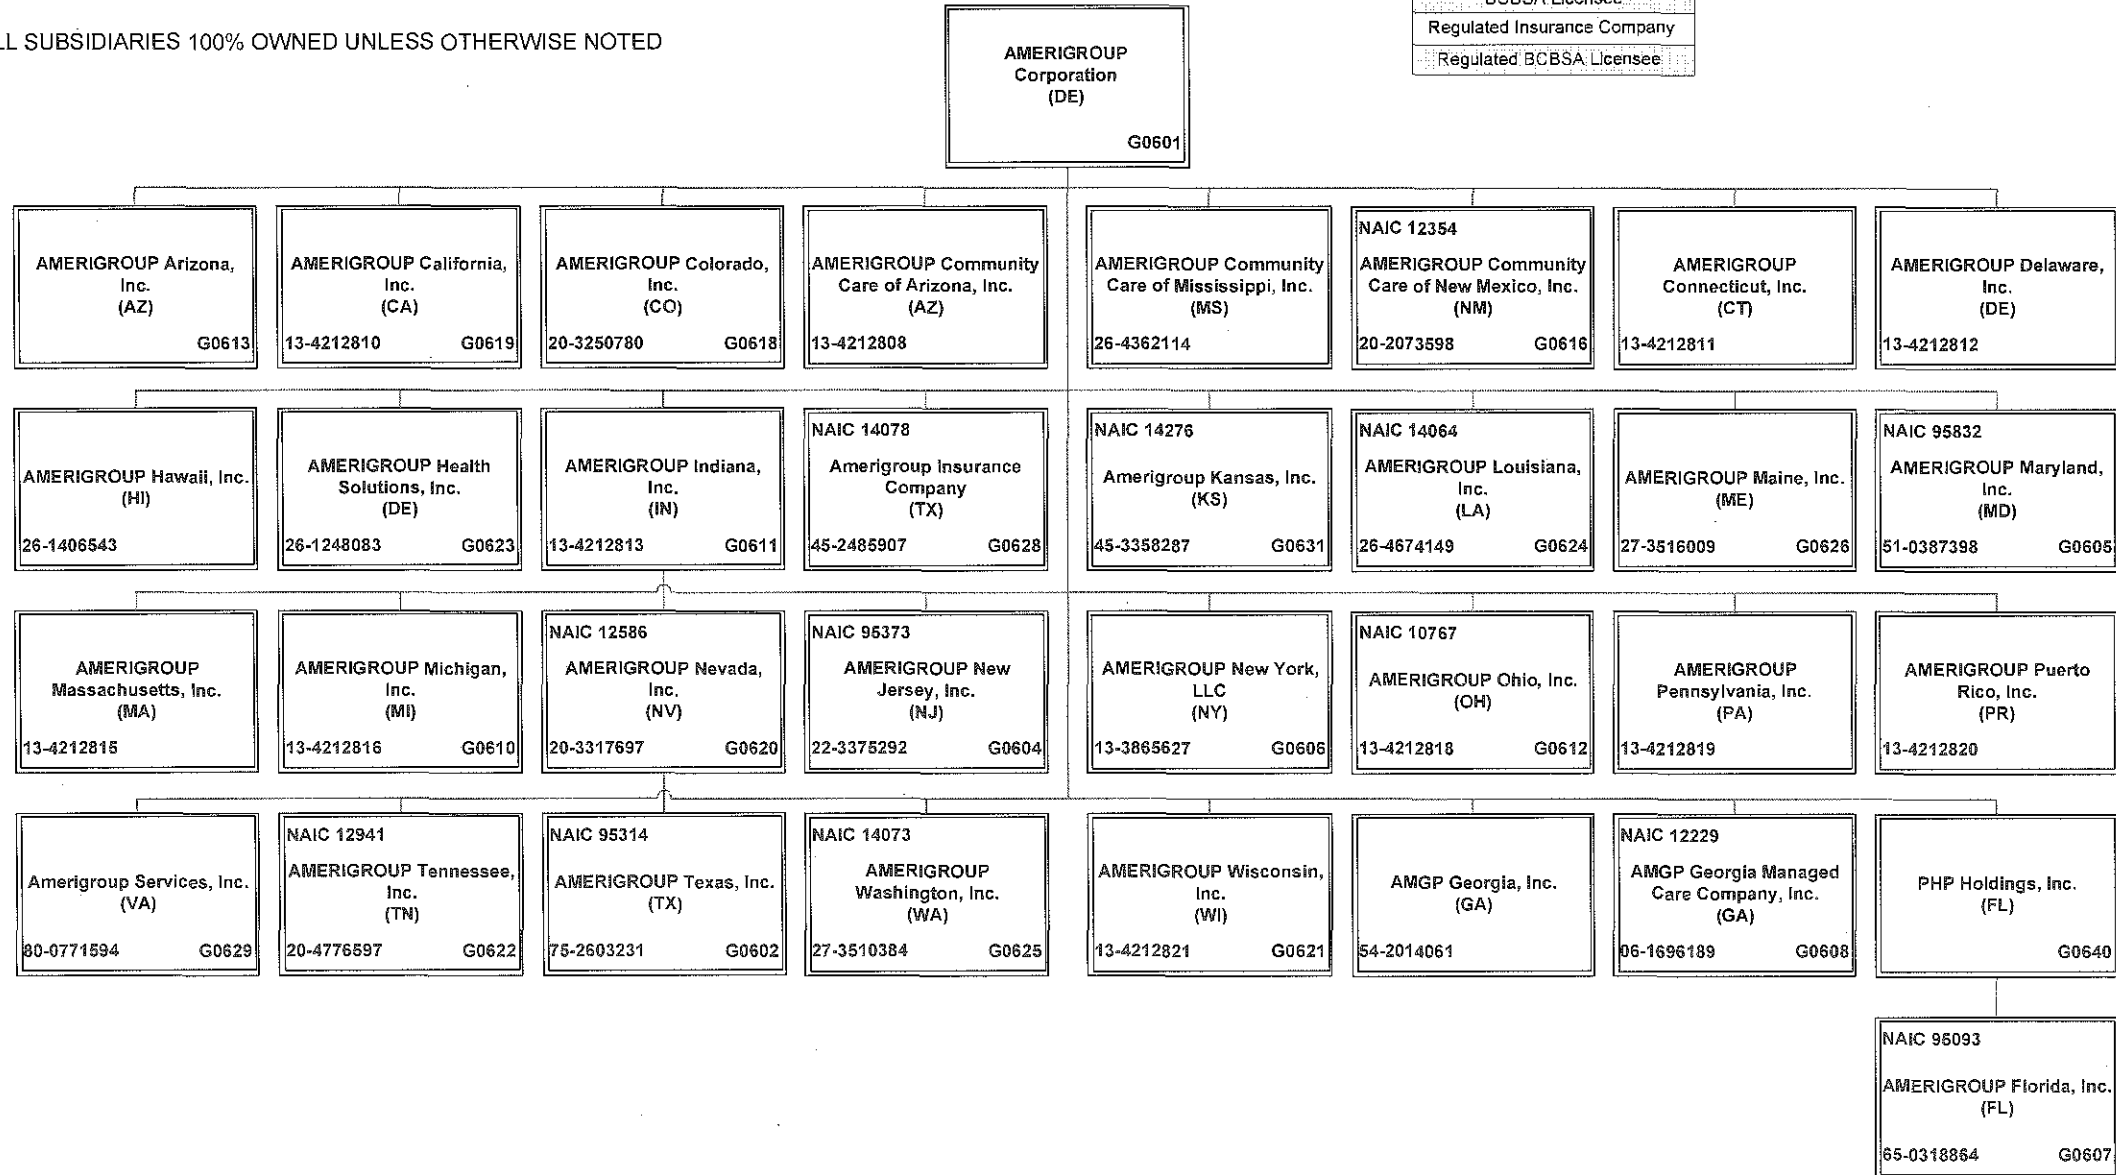 LL SUBSIDIARIES 100% OWNED UNLESS OTHERWISE NOTED
BCBSA Licensee
Regulated Insurance Company
Regulated BCBSA Licensee
AMERIGROUP
Corporation
(DE)
G0601
AMERIGROUP Arizona,
Inc.
(AZ)
G0613
AMERIGROUP California,
Inc.
(CA)
13-4212810 G0619
AMERIGROUP Colorado,
Inc.
(CO)
20-3250780 G0618
AMERIGROUP Community
Care of Arizona, Inc.
(AZ)
13-4212808
AMERIGROUP Community
Care of Mississippi, Inc.
(MS)
26-4362114
NAIC 12354
AMERIGROUP Community
Care of New Mexico, Inc.
(NM)
20-2073598 G0616
AMERIGROUP
Connecticut, Inc.
(CT)
13-4212811
AMERIGROUP Delaware,
Inc.
(DE)
13-4212812
AMERIGROUP Hawaii, Inc.
(HI)
26-1406543
AMERIGROUP Health
Solutions, Inc.
(DE)
26-1248083 G0623
AMERIGROUP Indiana,
Inc.
(IN)
13-4212813 G0611
NAIC 14078
Amerigroup Insurance
Company
(TX)
45-2485907 G0628
NAIC 14276
Amerigroup Kansas, Inc.
(KS)
45-3358287 G0631
NAIC 14064
AMERIGROUP Louisiana,
Inc.
(LA)
26-4674149 G0624
AMERIGROUP Maine, Inc.
(ME)
27-3516009 G0626
NAIC 95832
AMERIGROUP Maryland,
Inc.
(MD)
51-0387398 G0605
AMERIGROUP
Massachusetts, Inc.
(MA)
13-4212815
AMERIGROUP Michigan,
Inc.
(MI)
13-4212816 G0610
NAIC 12586
AMERIGROUP Nevada,
Inc.
(NV)
20-3317697 G0620
NAIC 95373
AMERIGROUP New
Jersey, Inc.
(NJ)
22-3375292 G0604
AMERIGROUP New York,
LLC
(NY)
13-3865627 G0606
NAIC 10767
AMERIGROUP Ohio, Inc.
(OH)
13-4212818 G0612
AMERIGROUP
Pennsylvania, Inc.
(PA)
13-4212819
AMERIGROUP Puerto
Rico, Inc.
(PR)
13-4212820
Amerigroup Services, Inc.
(VA)
80-0771594 G0629
NAIC 12941
AMERIGROUP Tennessee,
Inc.
(TN)
20-4776597 G0622
NAIC 95314
AMERIGROUP Texas, Inc.
(TX)
75-2603231 G0602
NAIC 14073
AMERIGROUP
Washington, Inc.
(WA)
27-3510384 G0625
AMERIGROUP Wisconsin,
Inc.
(WI)
13-4212821 G0621
AMGP Georgia, Inc.
(GA)
54-2014061
NAIC 12229
AMGP Georgia Managed
Care Company, Inc.
(GA)
06-1696189 G0608
PHP Holdings, Inc.
(FL)
G0640
NAIC 95093
AMERIGROUP Florida, Inc.
(FL)
65-0318864 G0607